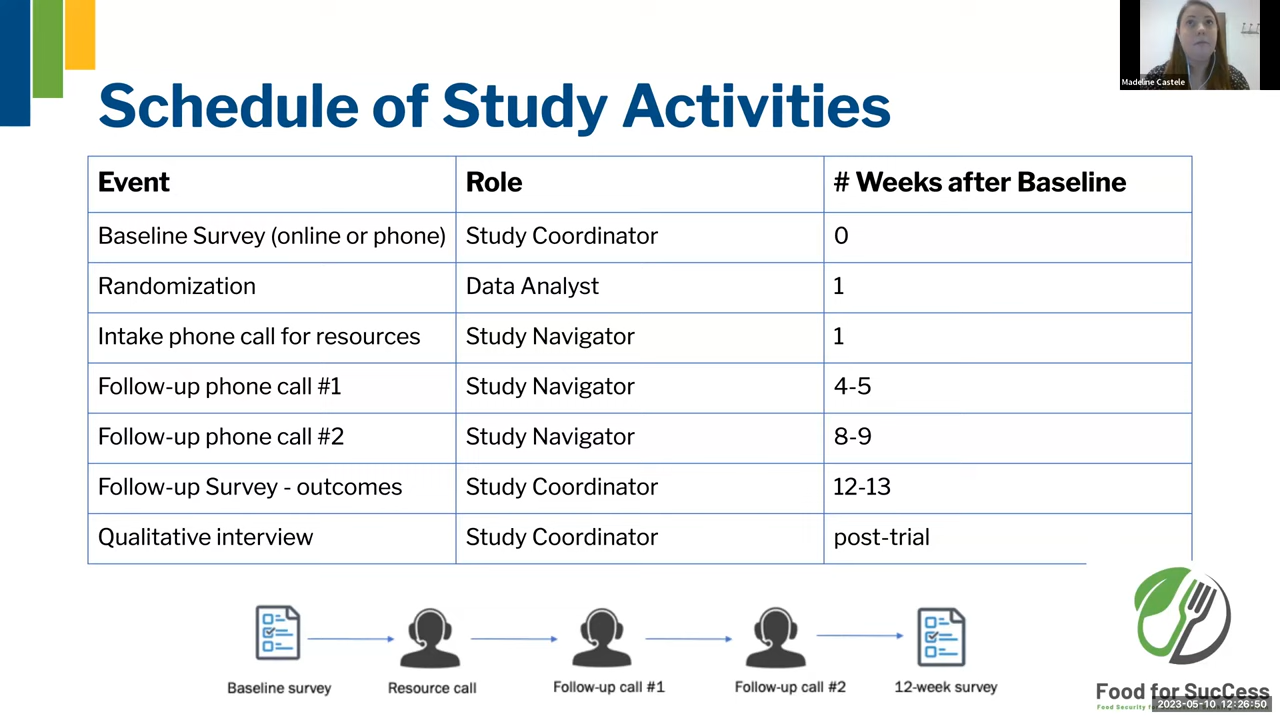 Madeline Castele
Schedule of Study Activities
Event Role # Weeks after Baseline
Baseline Survey (online or phone) Study Coordinator 0
Randomization Data Analyst 1
Intake phone call for resources Study Navigator 1
Follow-up phone call #1 Study Navigator 4-5
Follow-up phone call #2 Study Navigator 8-9
Follow-up Survey - outcomes Study Coordinator 12-13
Qualitative interview Study Coordinator post-trial
Baseline survey Resource call Follow-up call #1 Follow-up call #2 12-week survey
Food for SucCess
Food Security
2023-05-10 12:26:50